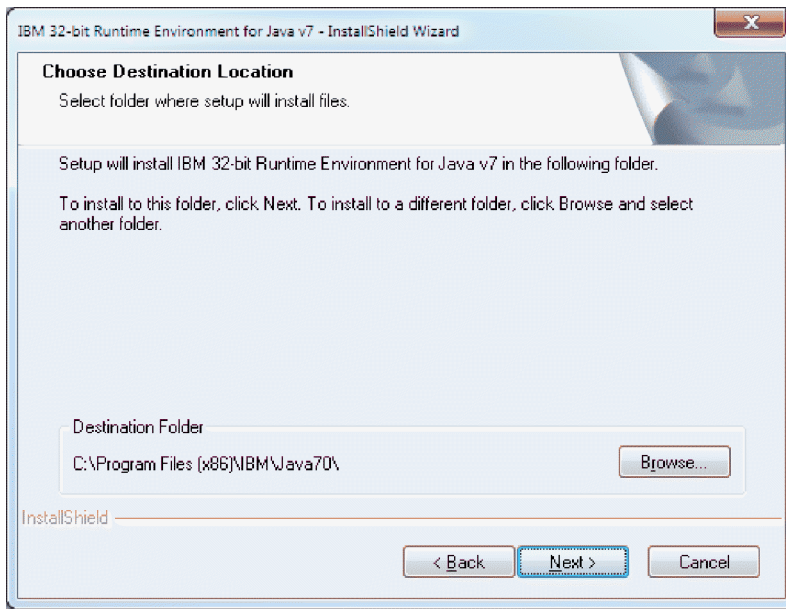 IBM 32-bit Runtime Environment for Java v7 - InstallShield Wizard
Choose Destination Location
Select folder where setup will install files.
Setup will install IBM 32-bit Runtime Environment for Java v7 in the following folder.
To install to this folder, click Next. To install to a different folder, click Browse and select
another folder.
Destination Folder
C:\Program Files (x86)\IBM\Java70\
Browse...
InstallShield
< Back
Next >
Cancel